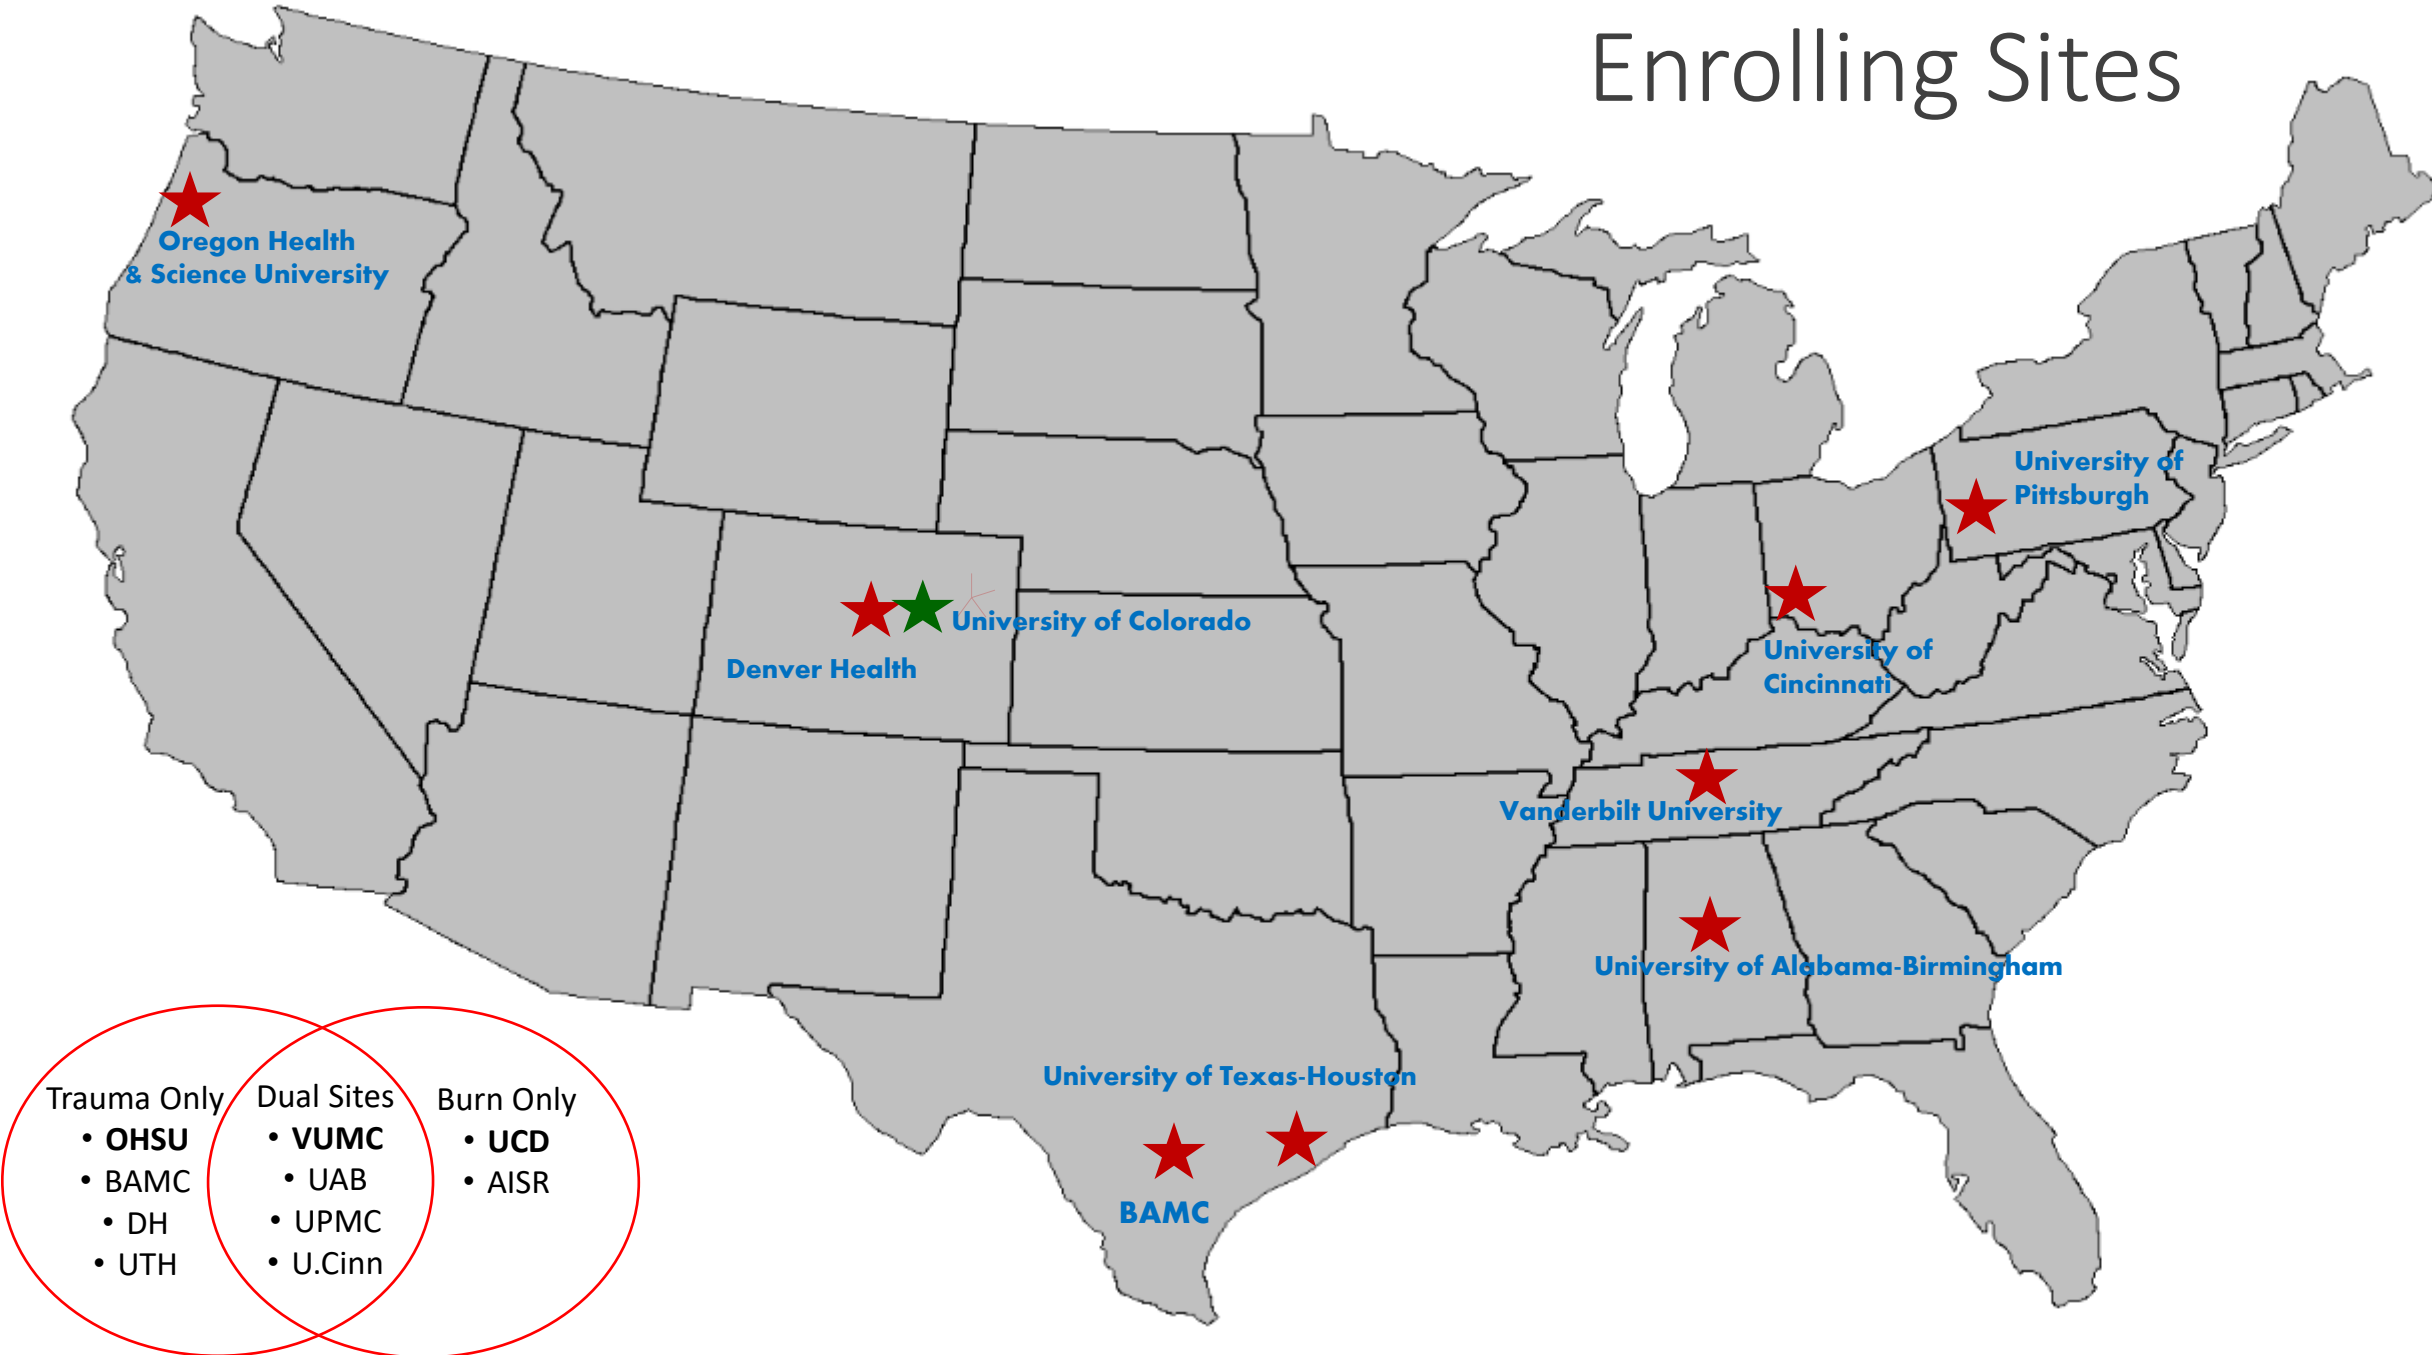 Enrolling Sites
Oregon Health
& Science University
University of
Pittsburgh
University of Colorado
Denver Health
University of
Cincinnati
Vanderbilt University
University of Alabama-Birmingham
University of Texas-Houston
BAMC
Trauma Only
• OHSU
• BAMC
• DH
• UTH
Dual Sites
• VUMC
• UAB
• UPMC
• U.Cinn
Burn Only
• UCD
• AISR